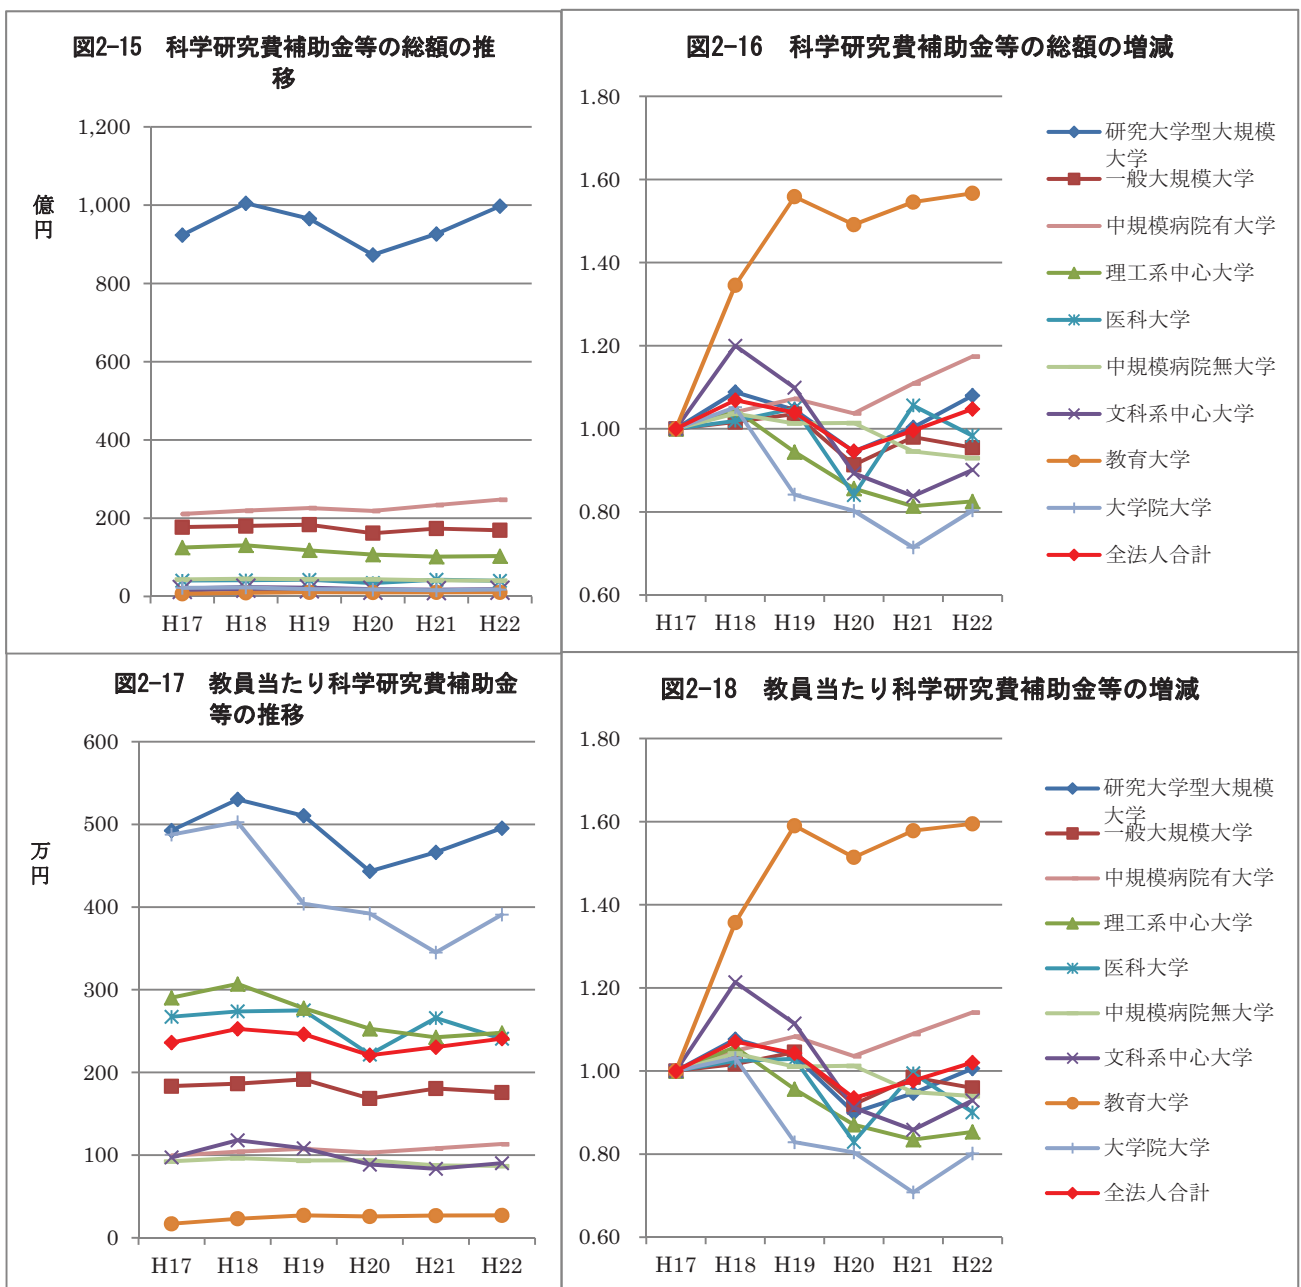 図2-15　科学研究費補助金等の総額の推
移
億
円
1,200
1,000
800
600
400
200
0
H17 H18 H19 H20 H21 H22
図2-16　科学研究費補助金等の総額の増減
1.80
1.60
1.40
1.20
1.00
0.80
0.60
H17 H18 H19 H20 H21 H22
研究大学型大規模
大学
一般大規模大学
中規模病院有大学
理工系中心大学
医科大学
中規模病院無大学
文科系中心大学
教育大学
大学院大学
全法人合計
図2-17　教員当たり科学研究費補助金
等の推移
万
円
600
500
400
300
200
100
0
H17 H18 H19 H20 H21 H22
図2-18　教員当たり科学研究費補助金等の増減
1.80
1.60
1.40
1.20
1.00
0.80
0.60
H17 H18 H19 H20 H21 H22
研究大学型大規模
大学
一般大規模大学
中規模病院有大学
理工系中心大学
医科大学
中規模病院無大学
文科系中心大学
教育大学
大学院大学
全法人合計